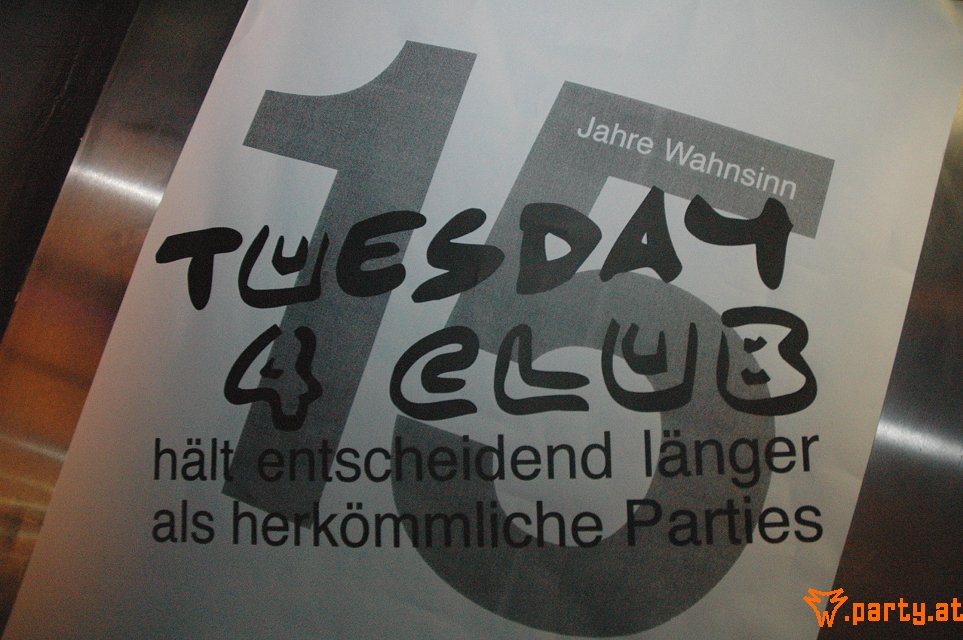 15
Jahre Wahnsinn
TUESDAY
4 CLUB
hält entscheidend länger
als herkömmliche Parties
W.party.at